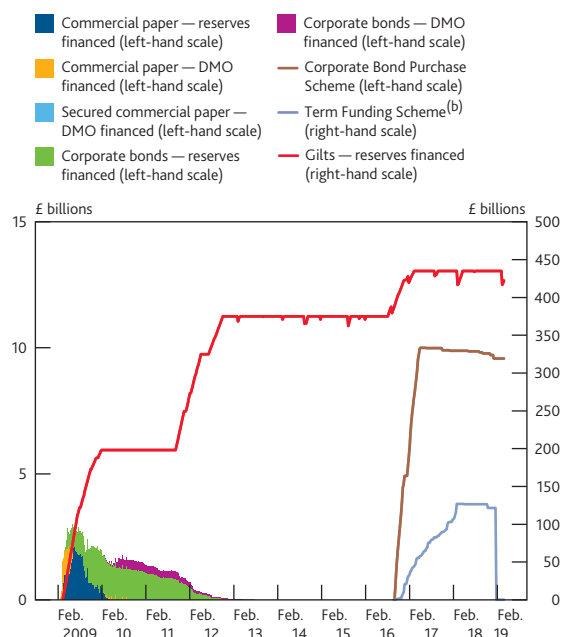 Commercial paper — reserves
financed (left-hand scale)
Commercial paper — DMO
financed (left-hand scale)
Secured commercial paper —
DMO financed (left-hand scale)
Corporate bonds — reserves
financed (left-hand scale)
Corporate bonds — DMO
financed (left-hand scale)
Corporate Bond Purchase
Scheme (left-hand scale)
Term Funding Scheme(b)
(right-hand scale)
Gilts — reserves financed
(right-hand scale)
£ billions £ billions
15 500
450
400
10 350
300
250
5 200
150
100
50
0 0
Feb. Feb. Feb. Feb. Feb. Feb. Feb. Feb. Feb. Feb. Feb.
2009 10 11 12 13 14 15 16 17 18 19